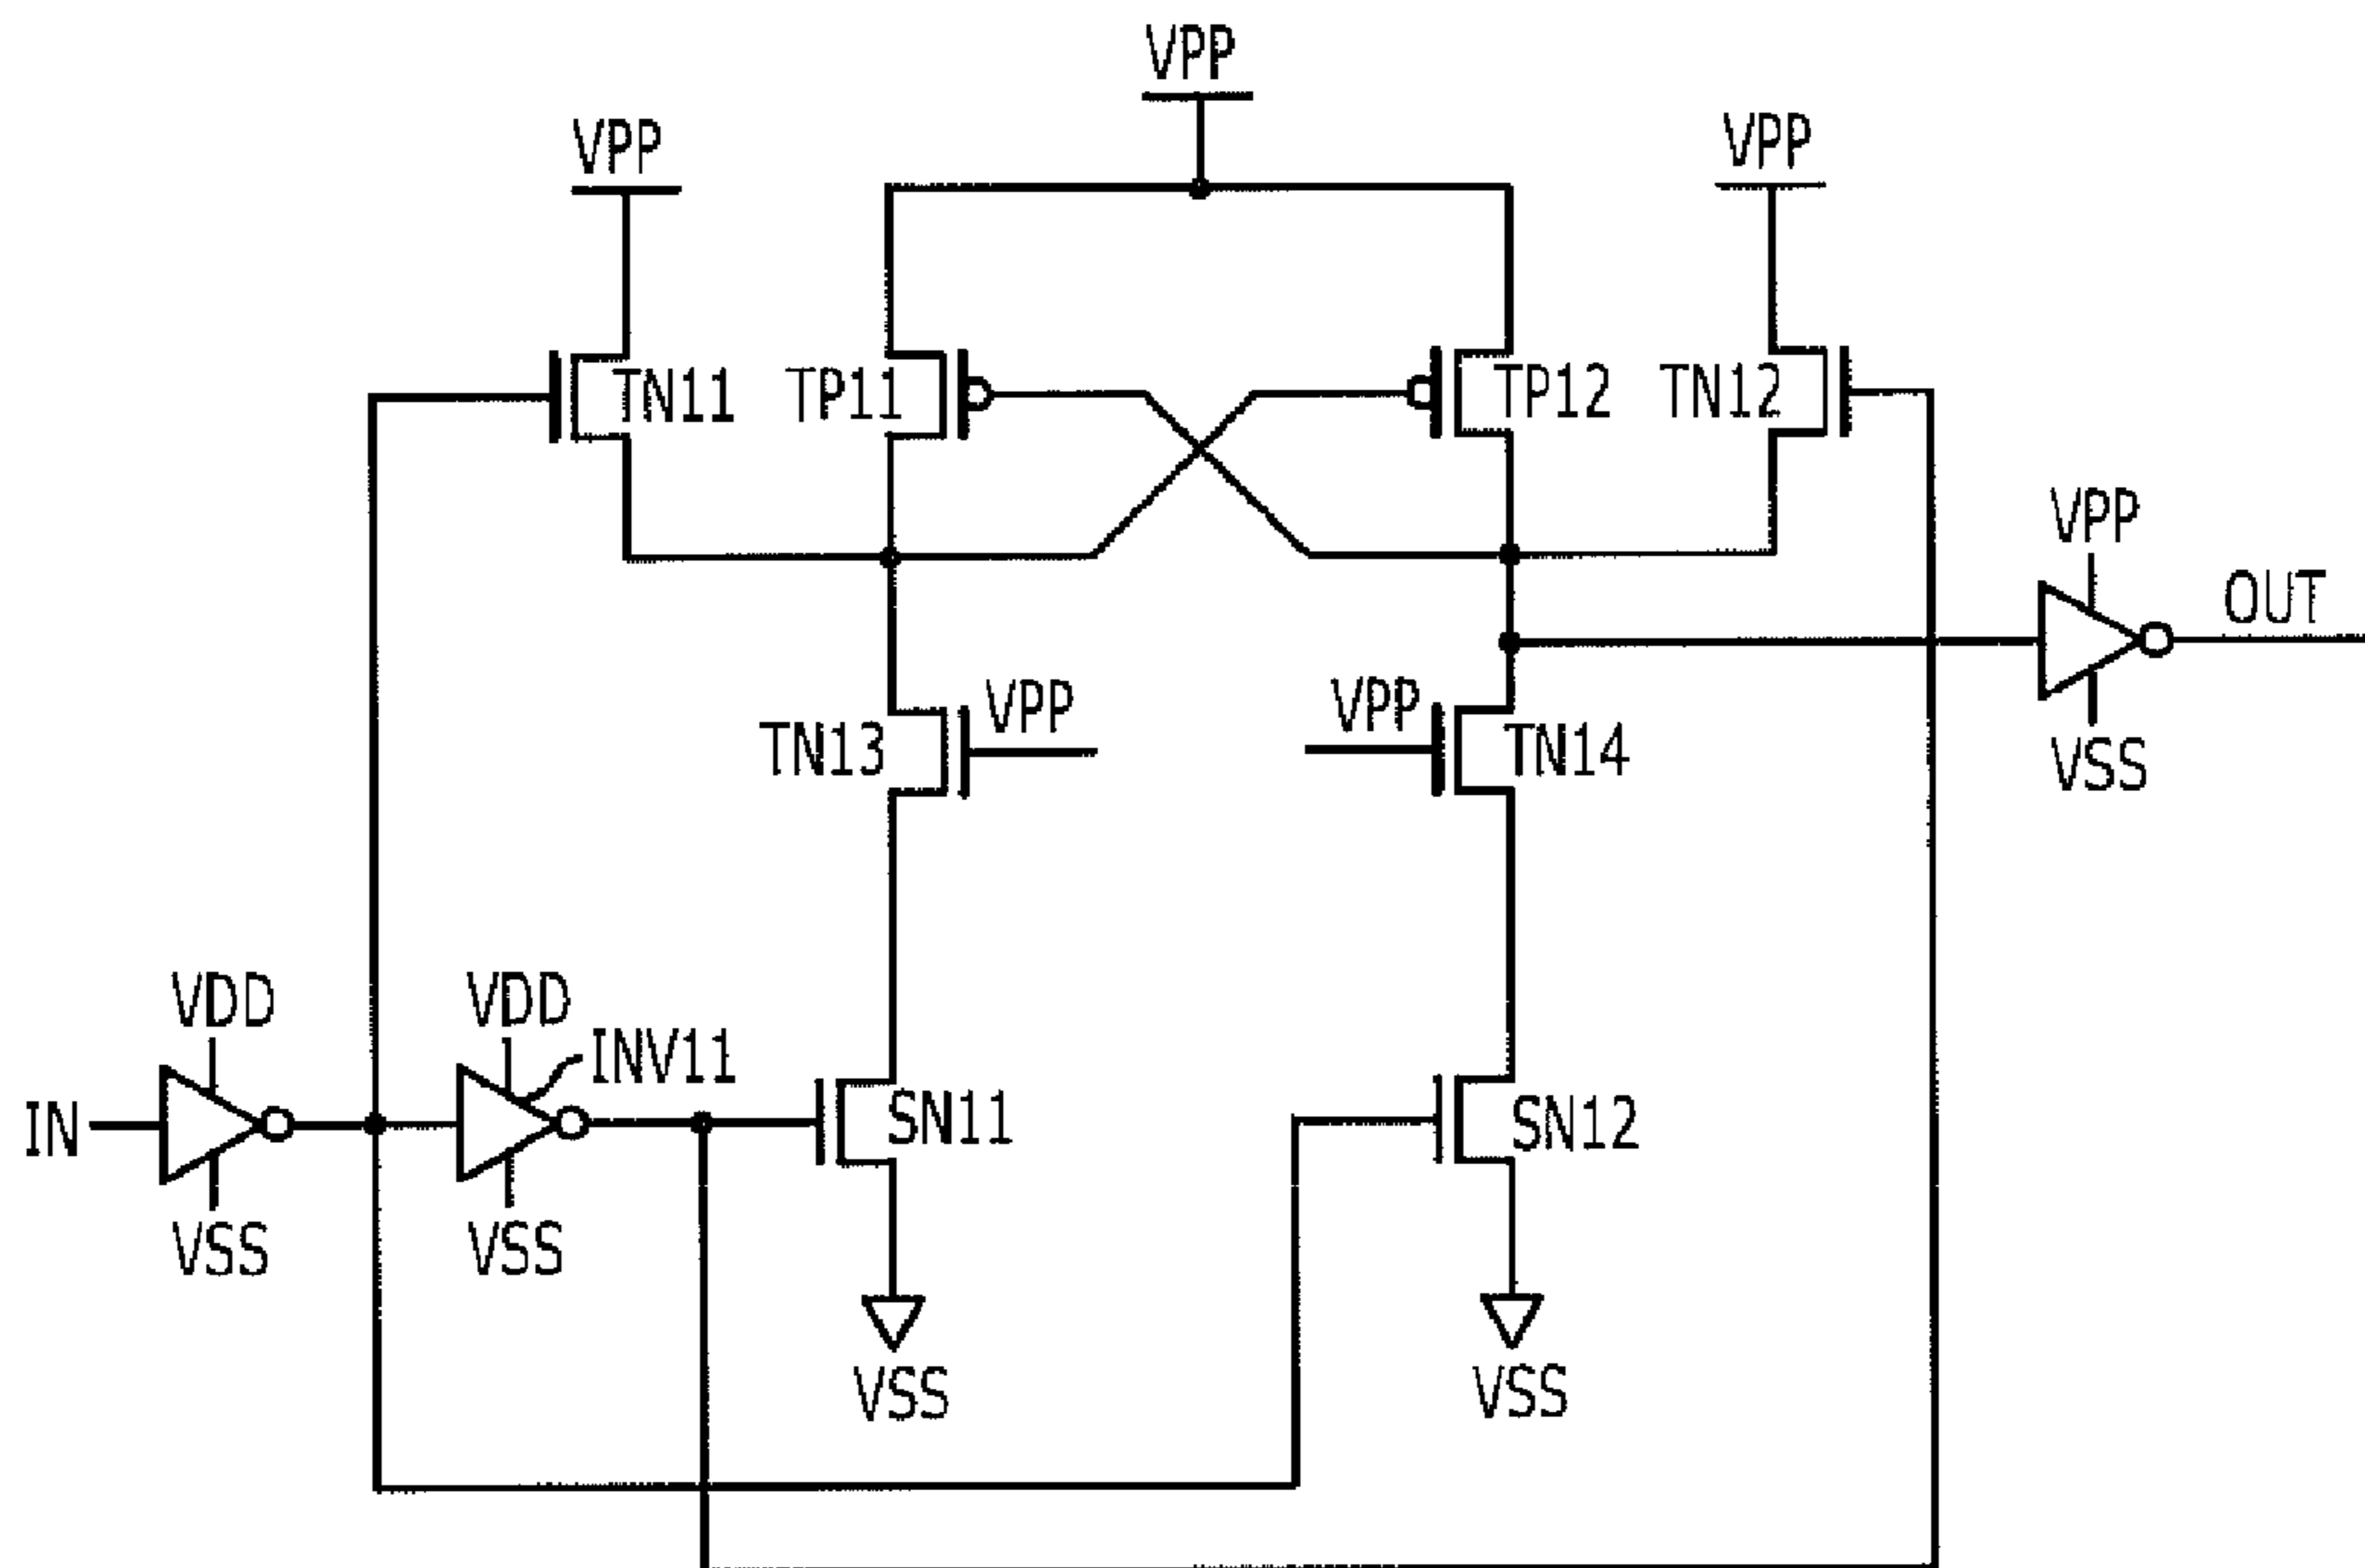 VPP
VPP
VPP
TN11
TP11
TP12
TN12
VPP
OUT
VPP
VPP
TN13
TN14
VSS
VDD
VDD
INV11
IN
SN11
SN12
VSS
VSS
VSS
VSS